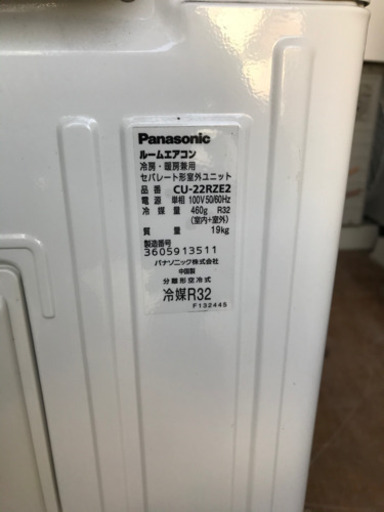 Panasonic
ルームエアコン
冷房・暖房兼用
セパレート形室外ユニット
品番 CU-22RZE2
電源 単相 100V 50/60Hz
冷媒量 460g R32
(室内+室外)
質量 19kg
製造番号
3605913511
パナソニック株式会社
中国製
分離形空冷式
冷媒R32
F132445